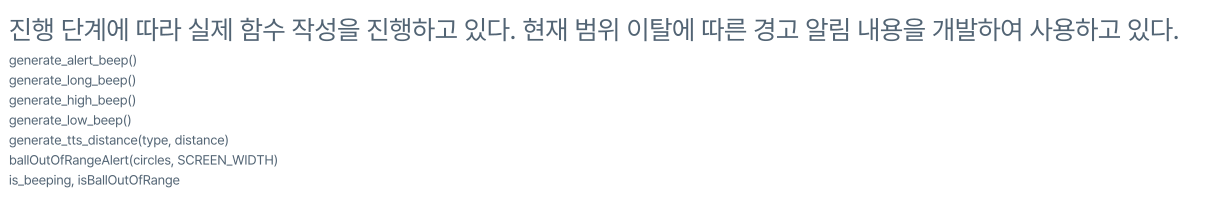 진행 단계에 따라 실제 함수 작성을 진행하고 있다. 현재 범위 이탈에 따른 경고 알림 내용을 개발하여 사용하고 있다.
generate_alert_beep()
generate_long_beep()
generate_high_beep()
generate_low_beep()
generate_tts_distance(type, distance)
ballOutOfRangeAlert(circles, SCREEN_WIDTH)
is_beeping, isBallOutOfRange